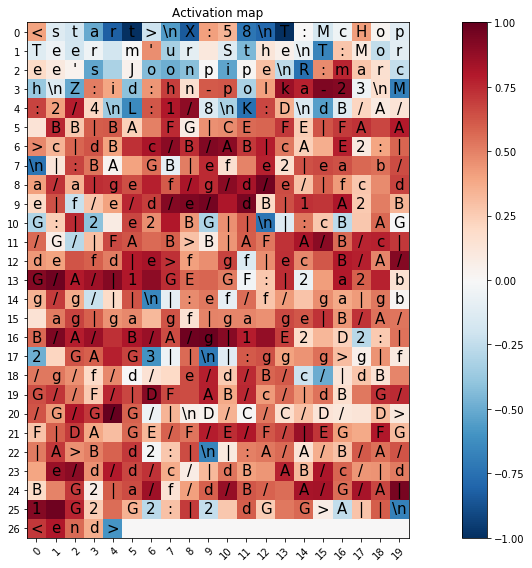 Activation map
0 < s t a r t > \n X : 5 8 \n T : M c H o p
1 T e e r m ' u r S t h e \n T : M o r
2 e e ' s J o o n p i p e \n R : m a r c
3 h \n Z : i d : h n - p o l k a - 2 3 \n M
4 : 2 / 4 \n L : 1 / 8 \n K : D \n d B / A /
5 B B | B A F G | C E F E | F A A
6 > c | d B c / B / A B | c A E 2 : |
7 \n | : B A G B | e f e 2 | e a b /
8 a / a | g e f / g / d / e / | f c d
9 e | f / e / d / e / d B | 1 A 2 B
10 G : | 2 e 2 B G | | \n | : c B A G
11 / G / | F A B > B | A F A / B / c |
12 d e f d | e > f g f | e c B / A /
13 G / A / | 1 G E G F : | 2 a 2 b
14 g / g / | | \n | : e f / f / g a | g b
15 a g | g a g f | g a g e | B / A /
16 B / A / B / A / g | 1 E 2 D 2 : |
17 2 G A G 3 | | \n | : g g g > g | f
18 / g / f / d / e / d / B / c / | d B
19 G / / F / | D F A B / c / | d B G /
20 / G / G / G / | \n D / C / C / D / D >
21 F | D A G E / F / E / F / | E G F G
22 | A > B d 2 : | \n | : A / A / B / A /
23 e / d / d / c / | d B A B / c / | d
24 B G 2 | a / f / d / B / A / G / A |
25 1 G 2 G 2 : | 2 d G G > A | | \n
26 < e n d >
0 1 2 3 4 5 6 7 8 9 10 11 12 13 14 15 16 17 18 19
1.00
0.75
0.50
0.25
0.00
−0.25
−0.50
−0.75
−1.00